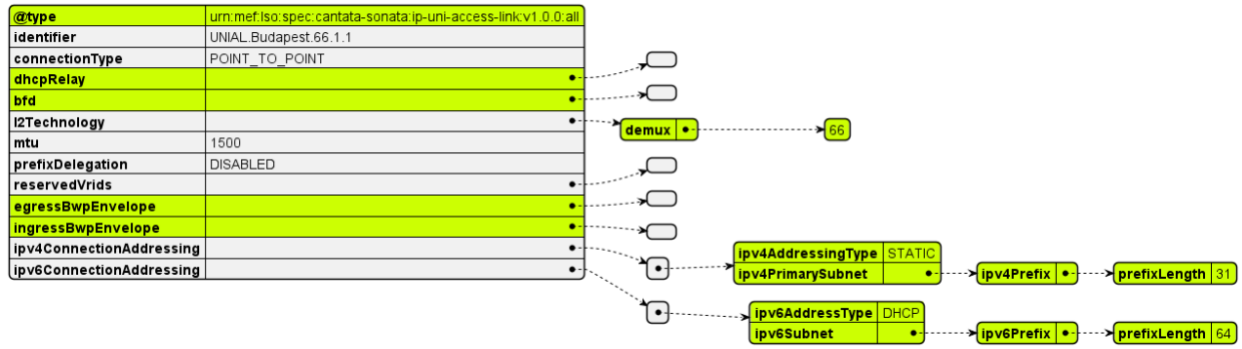 @type urn:mef:lso:spec:cantata-sonata:ip-uni-access-link:v1.0.0:all
identifier UNIAL.Budapest.66.1.1
connectionType POINT_TO_POINT
dhcpRelay
bfd
l2Technology demux 66
mtu 1500
prefixDelegation DISABLED
reservedVrids
egressBwpEnvelope
ingressBwpEnvelope
ipv4ConnectionAddressing
ipv4AddressingType STATIC
ipv4PrimarySubnet ipv4Prefix prefixLength 31
ipv6ConnectionAddressing
ipv6AddressType DHCP
ipv6Subnet ipv6Prefix prefixLength 64